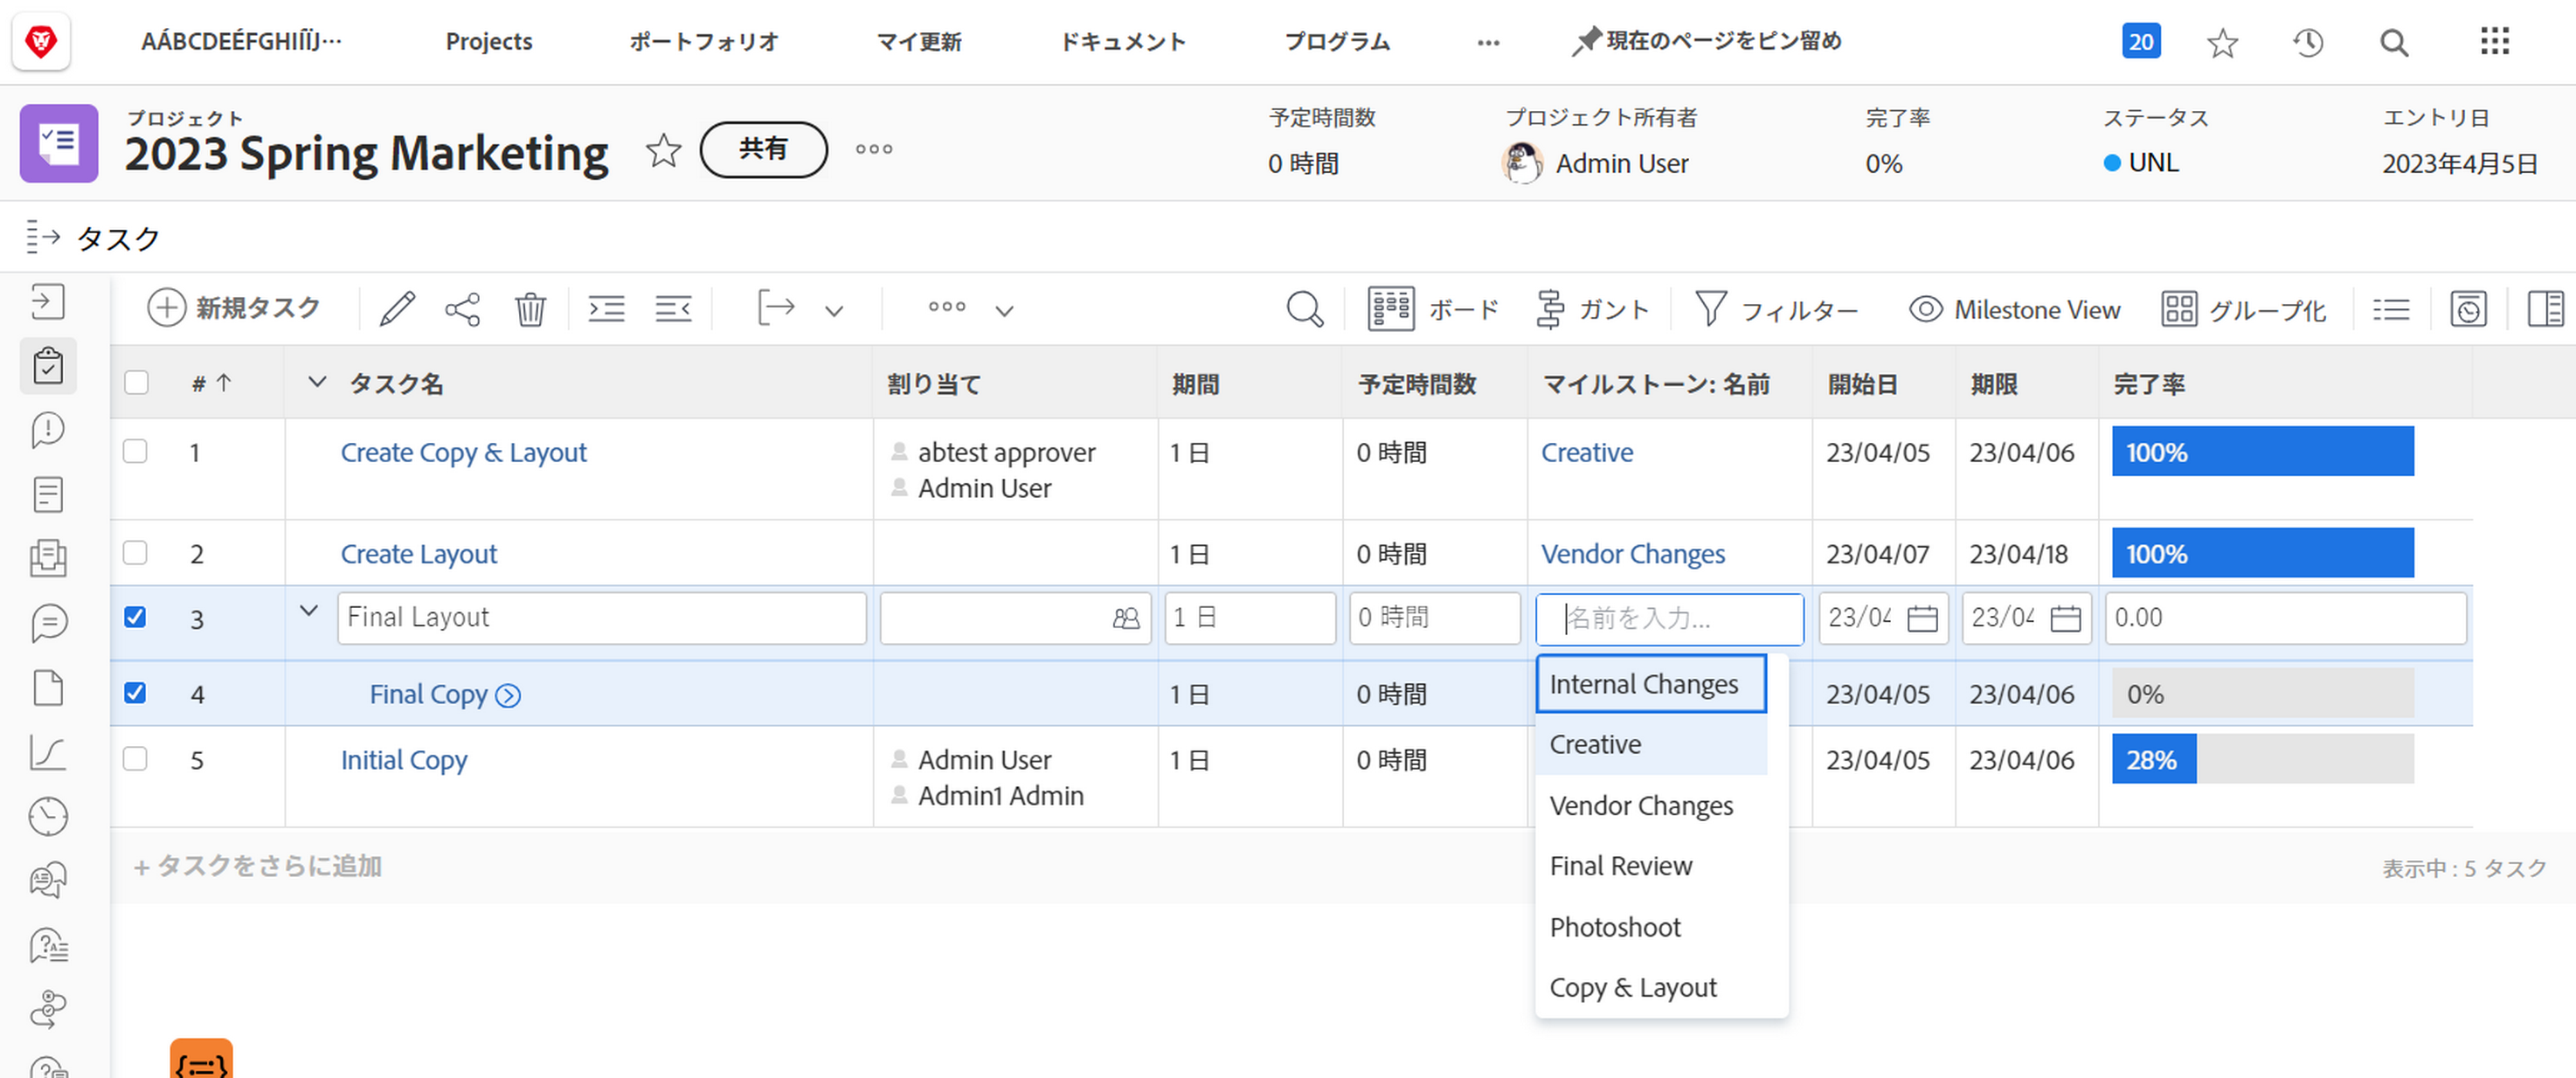 AÁBCDEÉFGHIÍÏJ… Projects ポートフォリオ マイ更新 ドキュメント プログラム ··· 現在のページをピン留め 20
プロジェクト
2023 Spring Marketing 共有
予定時間数 プロジェクト所有者 完了率 ステータス エントリ日
0 時間 Admin User 0% UNL 2023年4月5日
タスク
新規タスク ボード ガント フィルター Milestone View グループ化
# タスク名 割り当て 期間 予定時間数 マイルストーン: 名前 開始日 期限 完了率
1 Create Copy & Layout abtest approver 1 日 0 時間 Creative 23/04/05 23/04/06 100%
Admin User
2 Create Layout 1 日 0 時間 Vendor Changes 23/04/07 23/04/18 100%
3 Final Layout 1 日 0 時間 名前を入力... 23/04 23/04 0.00
4 Final Copy 1 日 0 時間 23/04/05 23/04/06 0%
5 Initial Copy Admin User 1 日 0 時間 23/04/05 23/04/06 28%
Admin1 Admin
Internal Changes
Creative
Vendor Changes
Final Review
Photoshoot
Copy & Layout
+ タスクをさらに追加 表示中 : 5 タスク